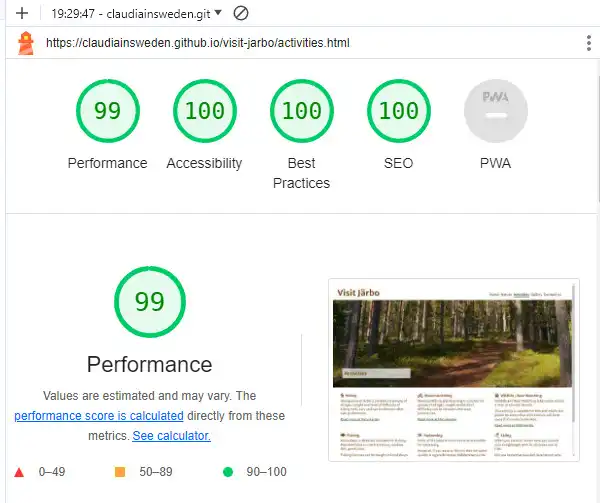 19:29:47 - claudiainsweden.git
https://claudiainsweden.github.io/visit-jarbo/activities.html
99 100 100 100 PWA
Performance Accessibility Best Practices SEO PWA
99
Visit Järbo
Performance
Values are estimated and may vary. The
performance score is calculated directly from these
metrics. See calculator.
0–49 50–89 90–100